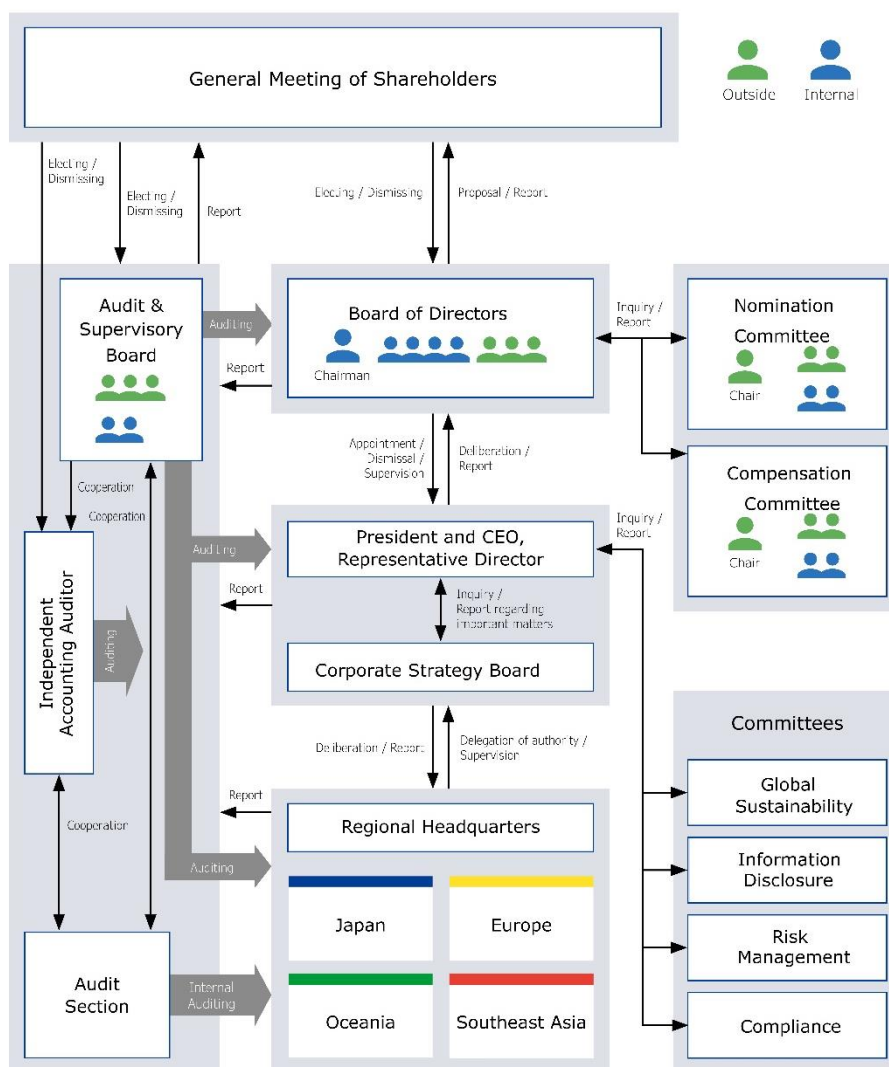 General Meeting of Shareholders
Outside
Internal
Electing /
Dismissing
Electing /
Dismissing
Report
Electing / Dismissing
Proposal / Report
Audit &
Supervisory
Board
Auditing
Report
Board of Directors
Chairman
Inquiry /
Report
Nomination
Committee
Chair
Compensation
Committee
Chair
Appointment /
Dismissal /
Supervision
Deliberation /
Report
Cooperation
Cooperation
Auditing
Report
President and CEO,
Representative Director
Inquiry /
Report
Inquiry /
Report regarding
important matters
Corporate Strategy Board
Independent
Accounting Auditor
Auditing
Deliberation / Report
Delegation of authority /
Supervision
Committees
Global
Sustainability
Information
Disclosure
Risk
Management
Compliance
Report
Regional Headquarters
Cooperation
Auditing
Japan
Europe
Oceania
Southeast Asia
Audit
Section
Internal
Auditing